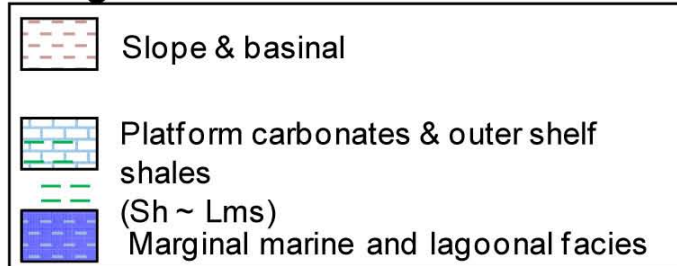 Slope & basinal
Platform carbonates & outer shelf
shales
(Sh ~ Lms)
Marginal marine and lagoonal facies